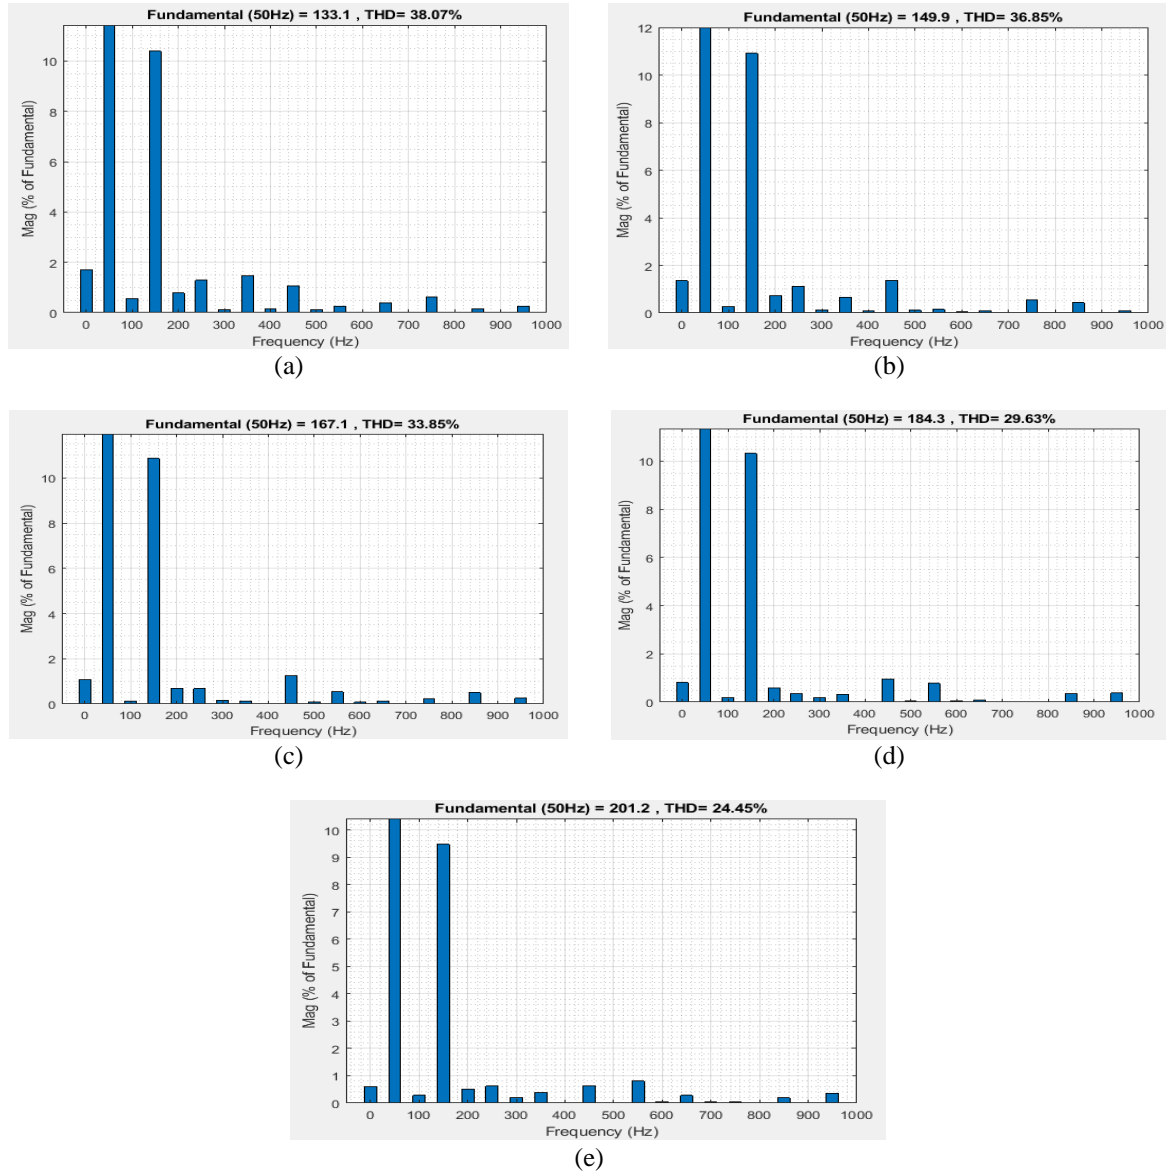 Fundamental (50Hz) = 133.1 , THD= 38.07%
Mag (% of Fundamental)
10
8
6
4
2
0
0 100 200 300 400 500 600 700 800 900 1000
Frequency (Hz)
(a)
Fundamental (50Hz) = 149.9 , THD= 36.85%
Mag (% of Fundamental)
12
10
8
6
4
2
0
0 100 200 300 400 500 600 700 800 900 1000
Frequency (Hz)
(b)
Fundamental (50Hz) = 167.1 , THD= 33.85%
Mag (% of Fundamental)
10
8
6
4
2
0
0 100 200 300 400 500 600 700 800 900 1000
Frequency (Hz)
(c)
Fundamental (50Hz) = 184.3 , THD= 29.63%
Mag (% of Fundamental)
10
8
6
4
2
0
0 100 200 300 400 500 600 700 800 900 1000
Frequency (Hz)
(d)
Fundamental (50Hz) = 201.2 , THD= 24.45%
Mag (% of Fundamental)
10
9
8
7
6
5
4
3
2
1
0
0 100 200 300 400 500 600 700 800 900 1000
Frequency (Hz)
(e)